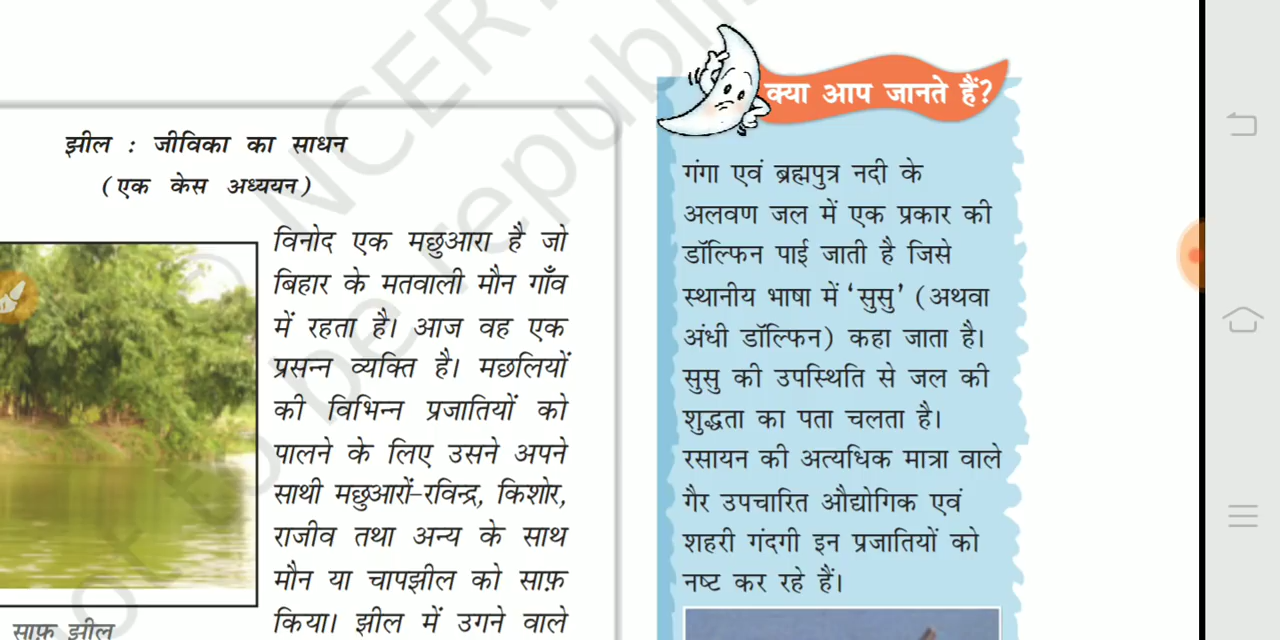 झील : जीविका का साधन
(एक केस अध्ययन)
विनोद एक मछुआरा है जो
बिहार के मतवाली मौन गाँव
में रहता है। आज वह एक
प्रसन्न व्यक्ति है। मछलियों
की विभिन्न प्रजातियों को
पालने के लिए उसने अपने
साथी मछुआरों-रविन्द्र, किशोर,
राजीव तथा अन्य के साथ
मौन या चापझील को साफ़
किया। झील में उगने वाले
साफ़ झील
क्या आप जानते हैं?
गंगा एवं ब्रह्मपुत्र नदी के
अलवण जल में एक प्रकार की
डॉल्फिन पाई जाती है जिसे
स्थानीय भाषा में ‘सुसु’ (अथवा
अंधी डॉल्फिन) कहा जाता है।
सुसु की उपस्थिति से जल की
शुद्धता का पता चलता है।
रसायन की अत्यधिक मात्रा वाले
गैर उपचारित औद्योगिक एवं
शहरी गंदगी इन प्रजातियों को
नष्ट कर रहे हैं।
© NCER
be republi